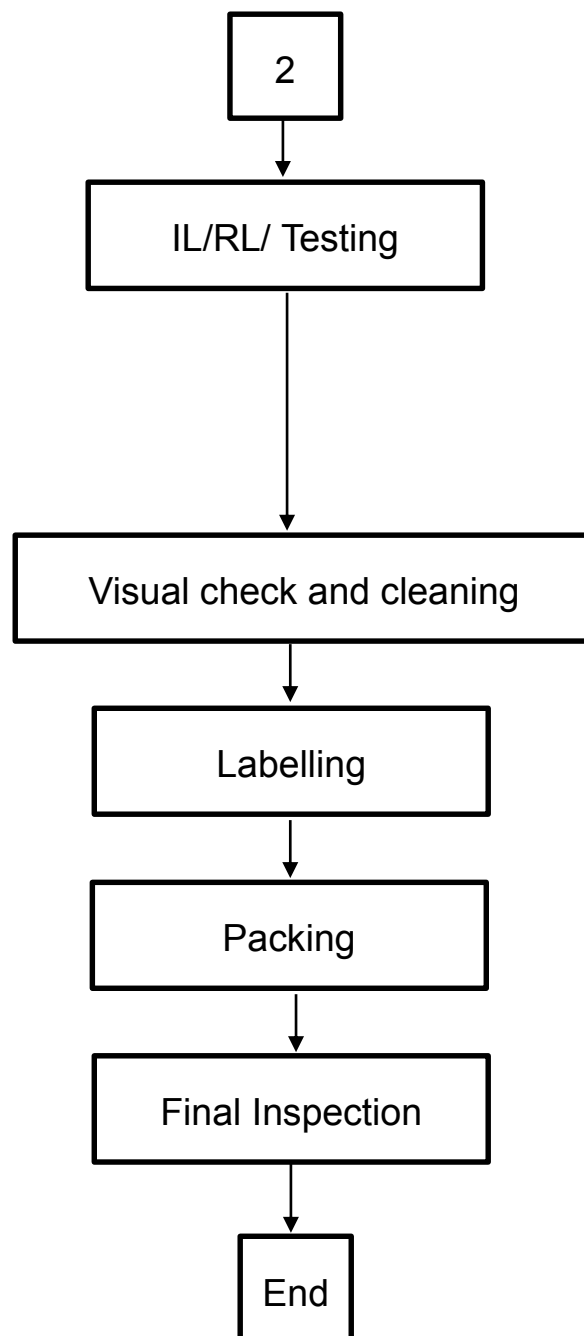 2
IL/RL/ Testing
Visual check and cleaning
Labelling
Packing
Final Inspection
End